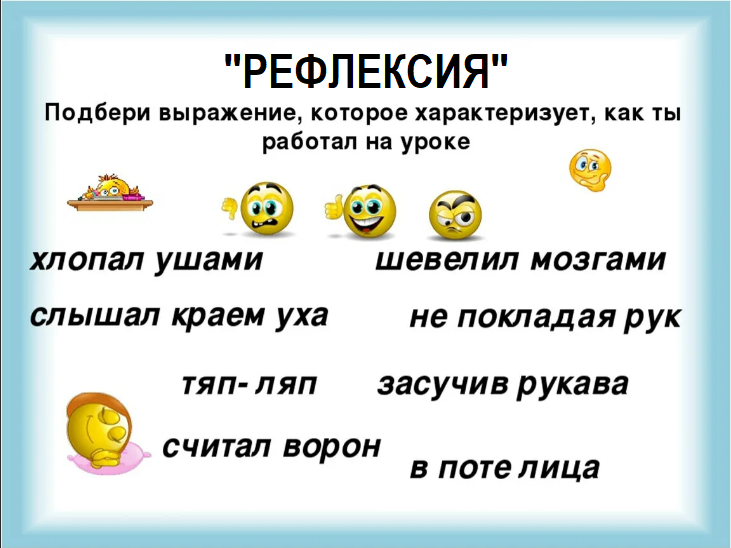 "РЕФЛЕКСИЯ"
Подбери выражение, которое характеризует, как ты
работал на уроке
хлопал ушами
шевелил мозгами
слышал краем уха
не покладая рук
тяп- ляп
засучив рукава
считал ворон
в поте лица